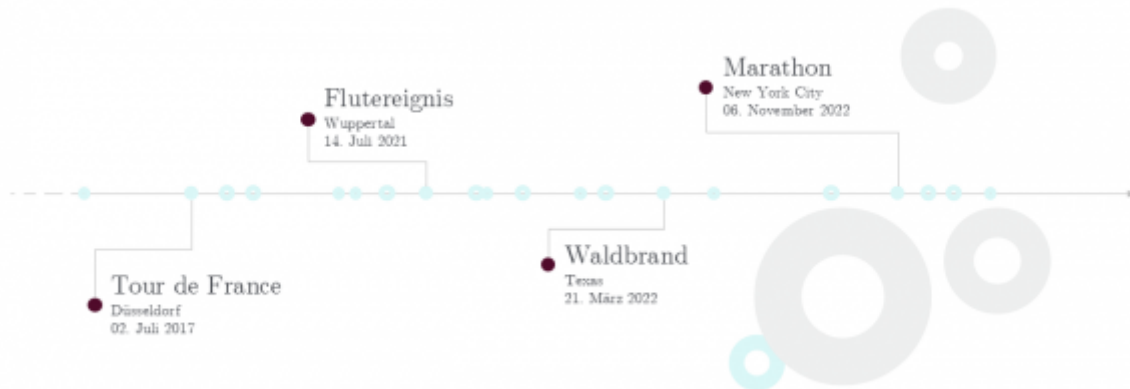 Marathon
New York City
06. November 2022
Flutereignis
Wuppertal
14. Juli 2021
Waldbrand
Texas
21. März 2022
Tour de France
Düsseldorf
02. Juli 2017